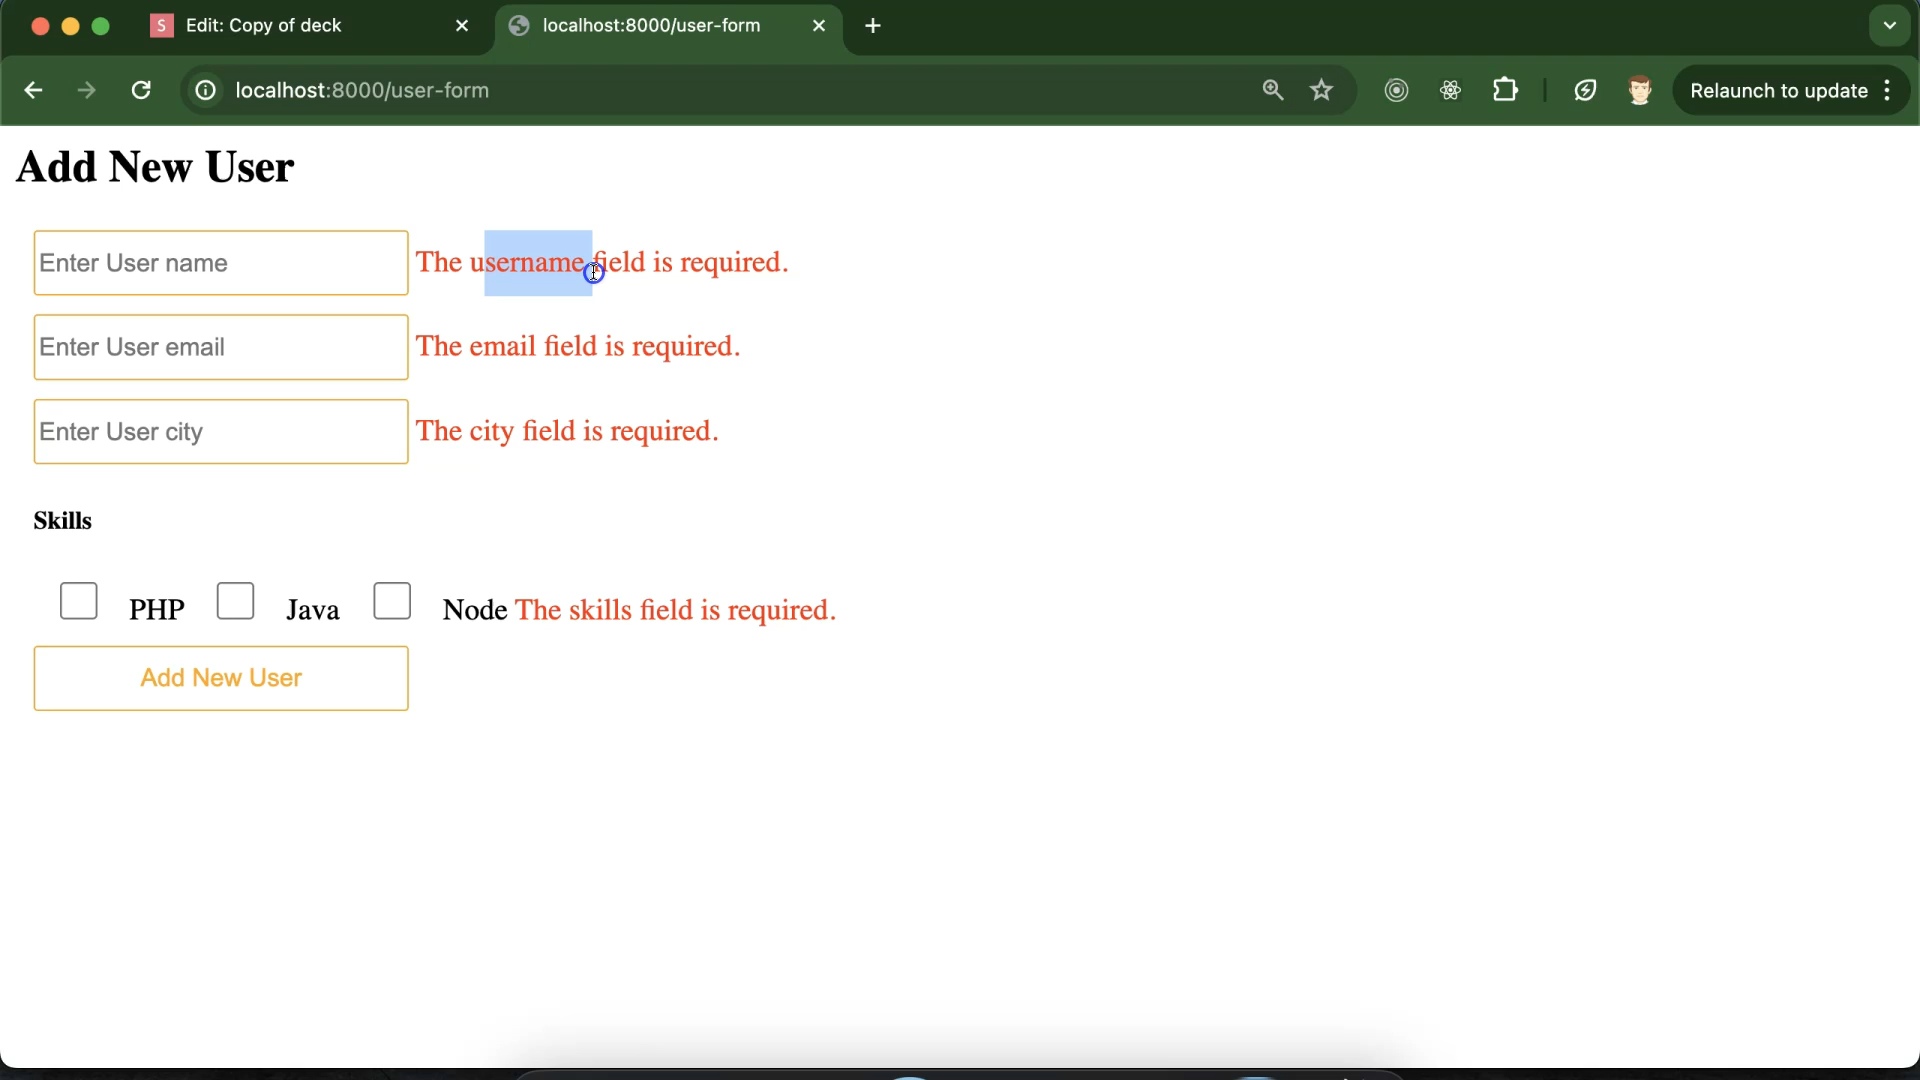 S Edit: Copy of deck localhost:8000/user-form
localhost:8000/user-form Relaunch to update
Add New User
Enter User name The username field is required.
Enter User email The email field is required.
Enter User city The city field is required.
Skills
PHP Java Node The skills field is required.
Add New User